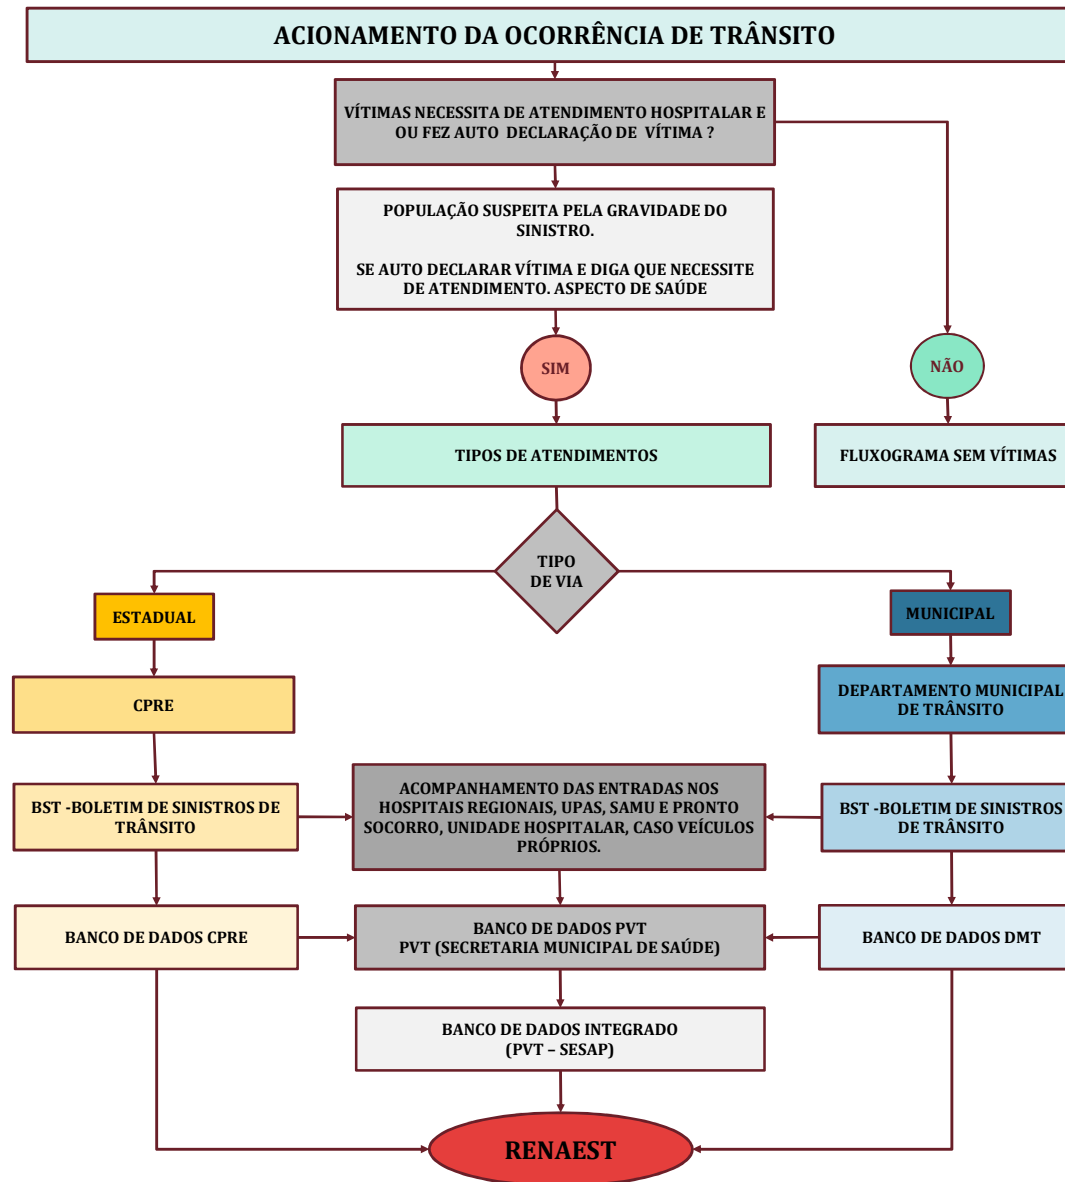 ACIONAMENTO DA OCORRÊNCIA DE TRÂNSITO
VÍTIMAS NECESSITA DE ATENDIMENTO HOSPITALAR E
OU FEZ AUTO DECLARAÇÃO DE VÍTIMA ?
POPULAÇÃO SUSPEITA PELA GRAVIDADE DO
SINISTRO.
SE AUTO DECLARAR VÍTIMA E DIGA QUE NECESSITE
DE ATENDIMENTO. ASPECTO DE SAÚDE
SIM
NÃO
TIPOS DE ATENDIMENTOS
FLUXOGRAMA SEM VÍTIMAS
TIPO
DE VIA
ESTADUAL
MUNICIPAL
CPRE
DEPARTAMENTO MUNICIPAL
DE TRÂNSITO
BST -BOLETIM DE SINISTROS DE
TRÂNSITO
ACOMPANHAMENTO DAS ENTRADAS NOS
HOSPITAIS REGIONAIS, UPAS, SAMU E PRONTO
SOCORRO, UNIDADE HOSPITALAR, CASO VEÍCULOS
PRÓPRIOS.
BST -BOLETIM DE SINISTROS
DE TRÂNSITO
BANCO DE DADOS CPRE
BANCO DE DADOS PVT
PVT (SECRETARIA MUNICIPAL DE SAÚDE)
BANCO DE DADOS DMT
BANCO DE DADOS INTEGRADO
(PVT – SESAP)
RENAEST